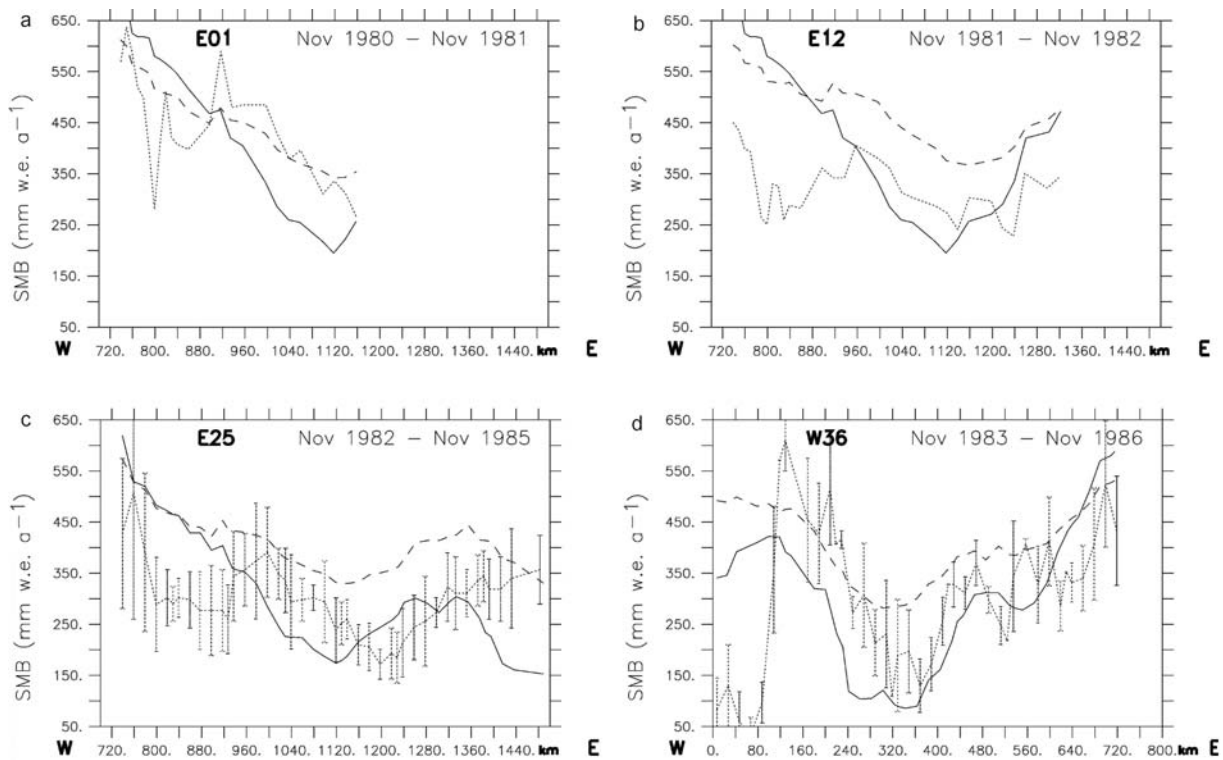 a
E01 Nov 1980 – Nov 1981
SMB (mm w.e. a−1)
650.
550.
450.
350.
250.
150.
50.
W 720. 800. 880. 960. 1040. 1120. 1200. 1280. 1360. 1440. km E
b
E12 Nov 1981 – Nov 1982
SMB (mm w.e. a−1)
650.
550.
450.
350.
250.
150.
50.
W 720. 800. 880. 960. 1040. 1120. 1200. 1280. 1360. 1440. km E
c
E25 Nov 1982 – Nov 1985
SMB (mm w.e. a−1)
650.
550.
450.
350.
250.
150.
50.
W 720. 800. 880. 960. 1040. 1120. 1200. 1280. 1360. 1440. km E
d
W36 Nov 1983 – Nov 1986
SMB (mm w.e. a−1)
650.
550.
450.
350.
250.
150.
50.
W 0. 80. 160. 240. 320. 400. 480. 560. 640. 720. 800. km E